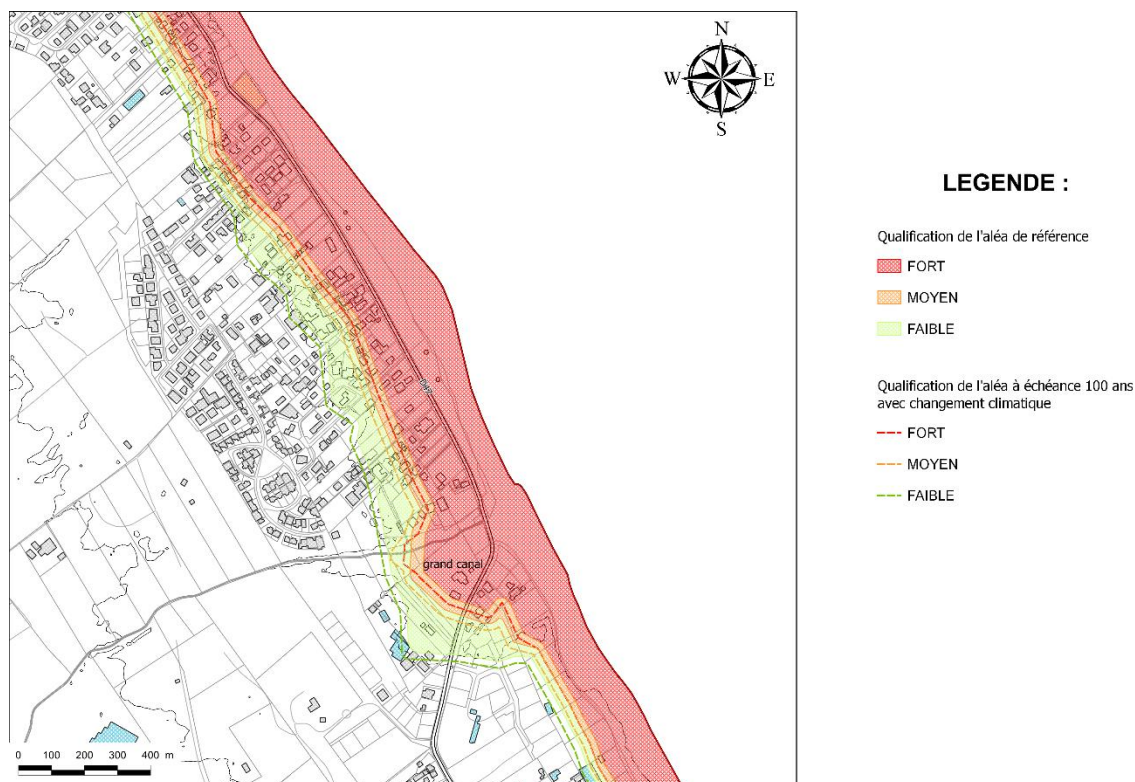 N
W E
S
LEGENDE :
Qualification de l'aléa de référence
FORT
MOYEN
FAIBLE
Qualification de l'aléa à échéance 100 ans
avec changement climatique
FORT
MOYEN
FAIBLE
grand canal
0 100 200 300 400 m